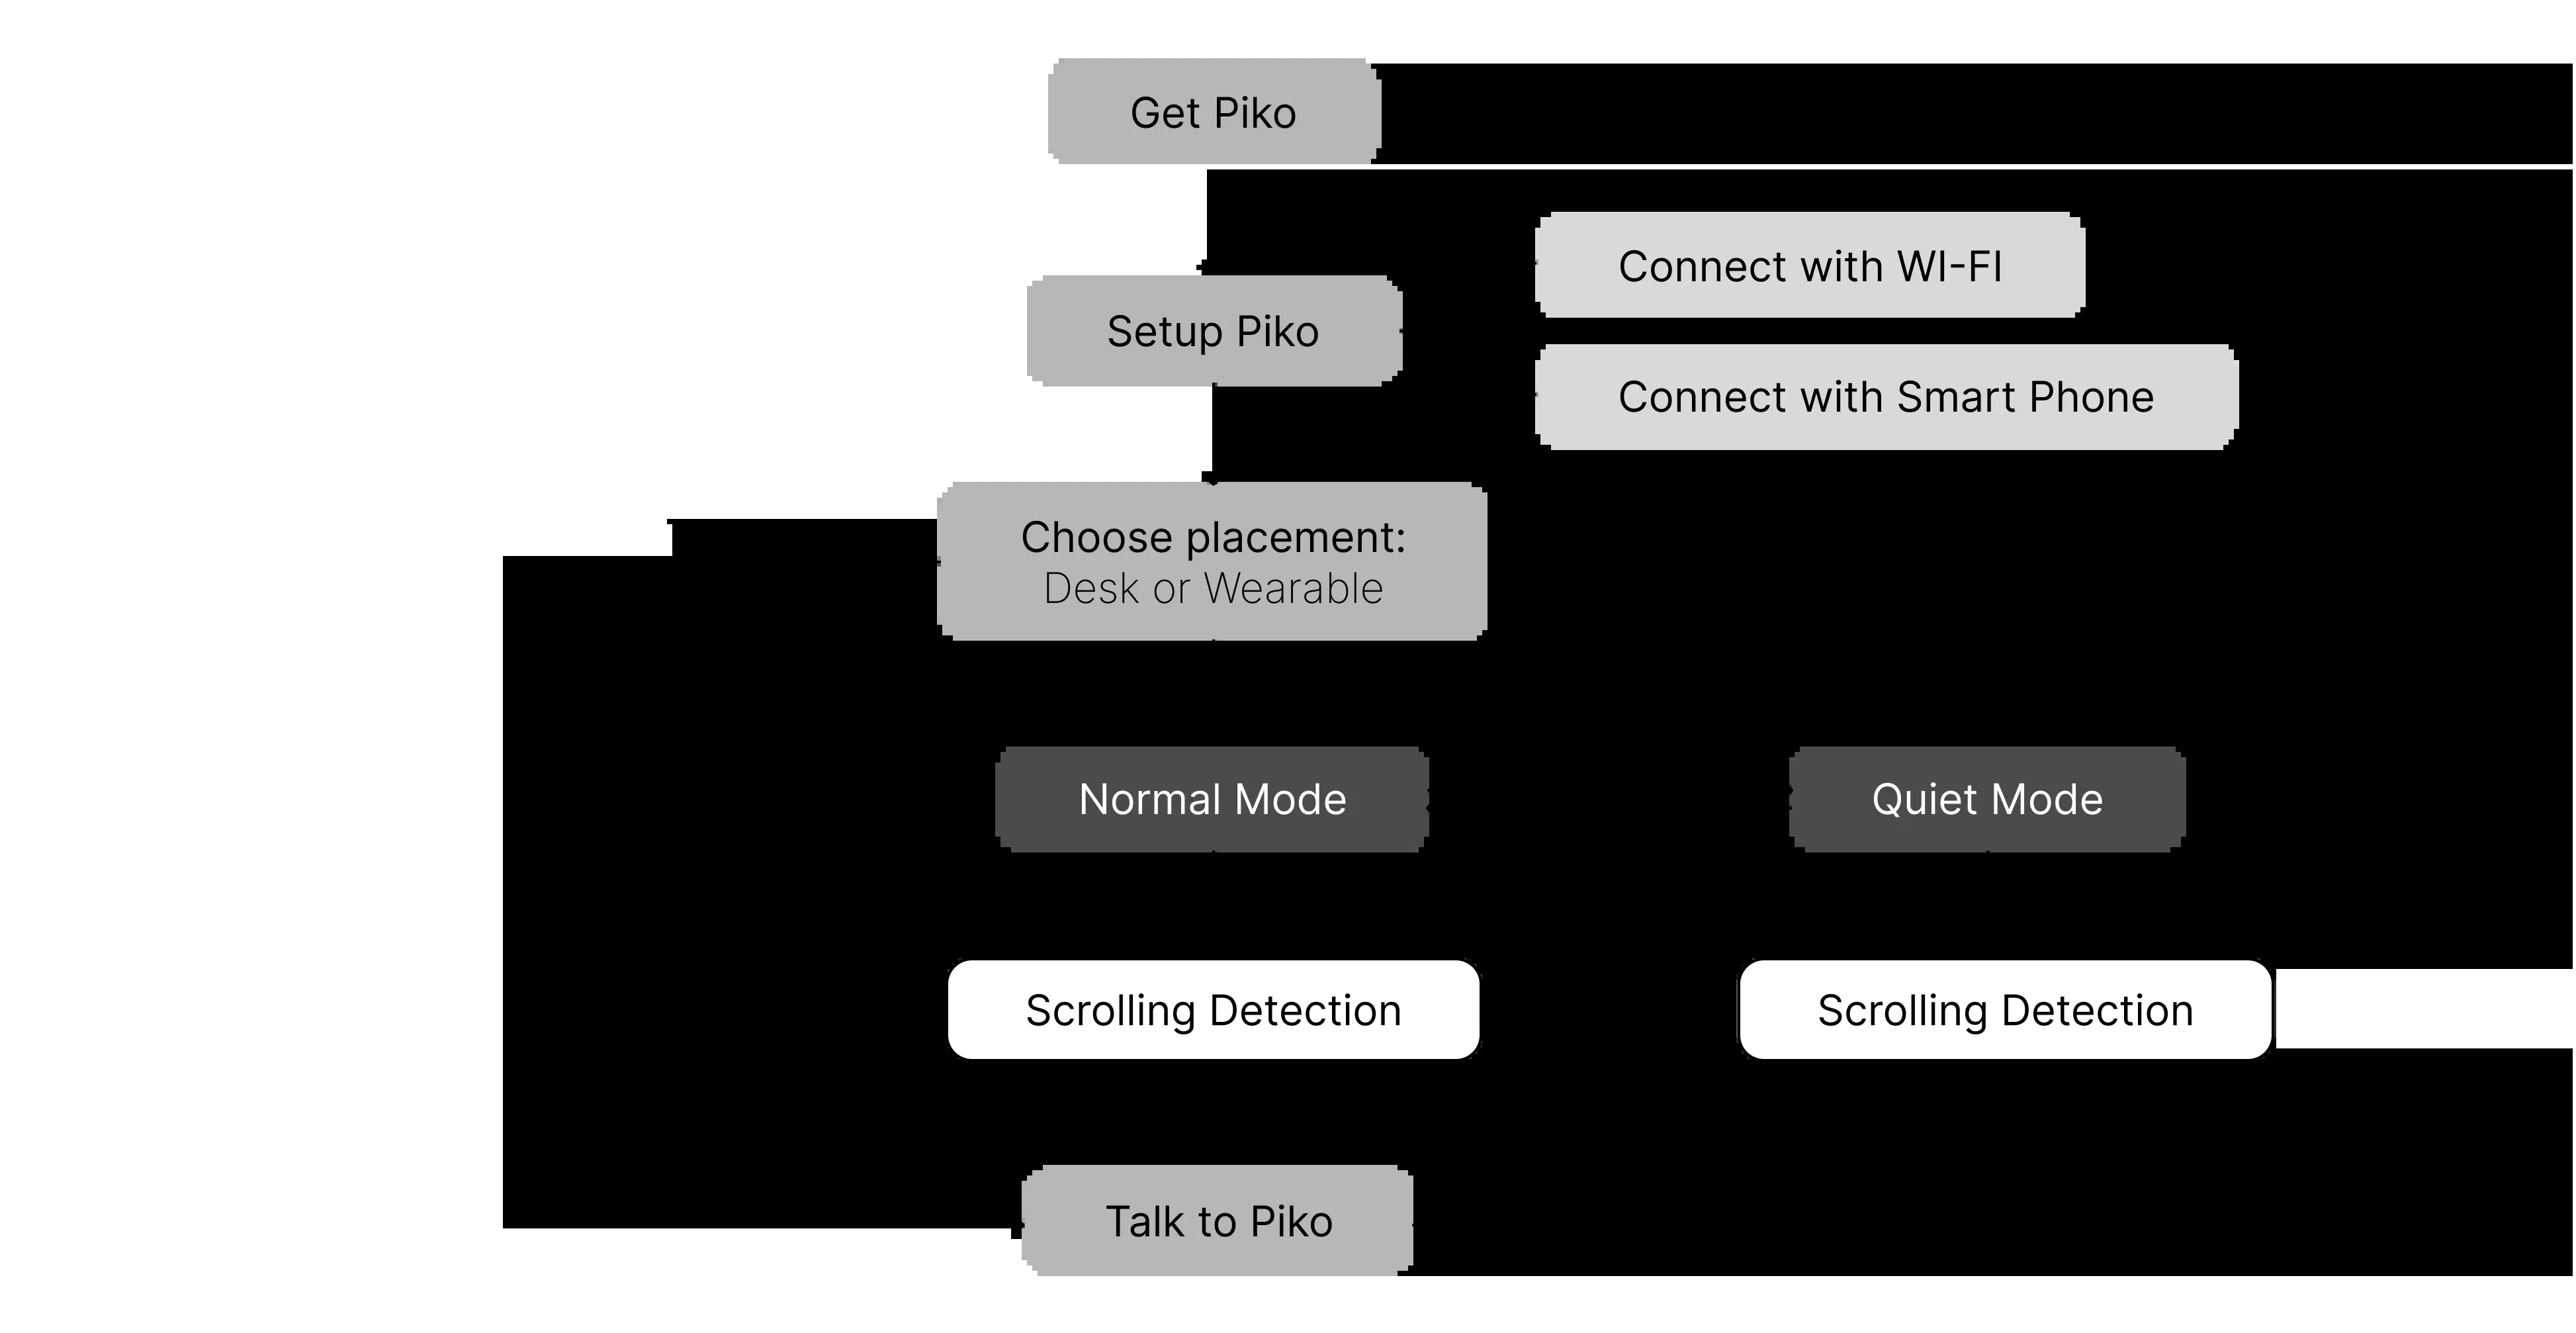 Get Piko
Connect with WI-FI
Setup Piko
Connect with Smart Phone
Choose placement:
Desk or Wearable
Normal Mode
Quiet Mode
Scrolling Detection
Scrolling Detection
Talk to Piko